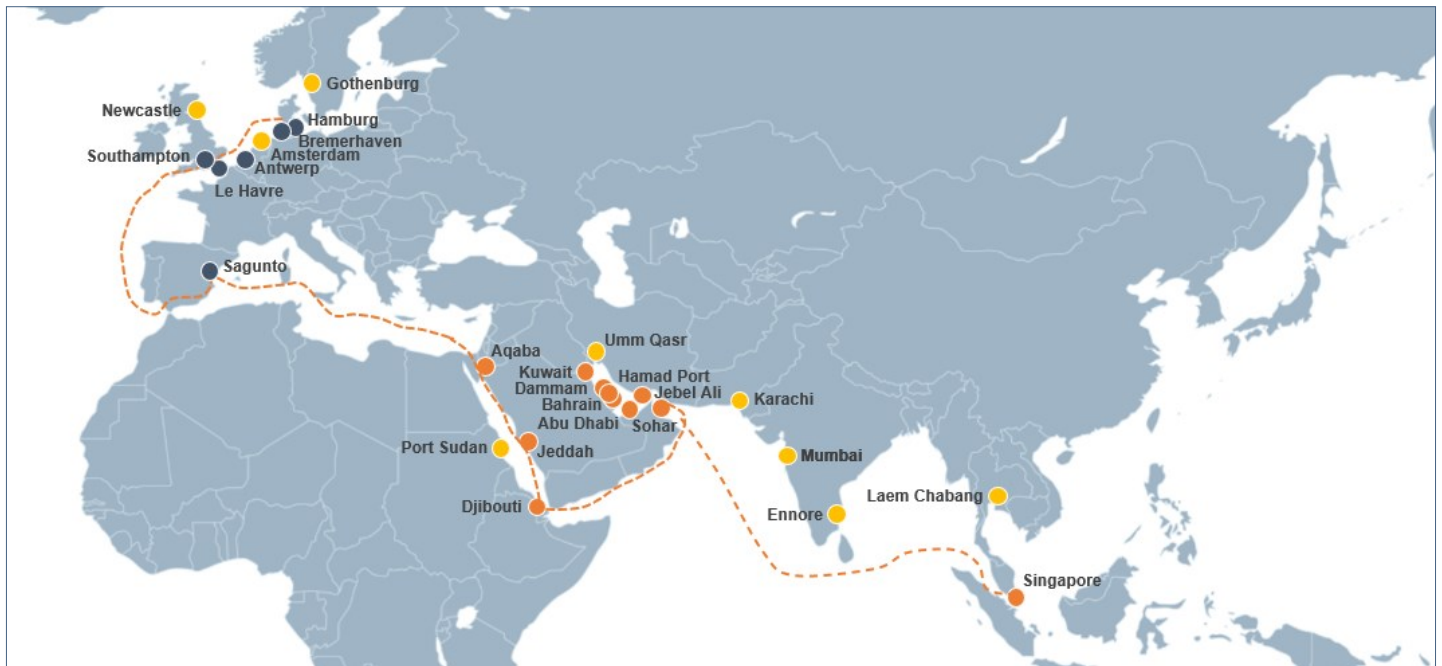 Gothenburg
Newcastle
Hamburg
Bremerhaven
Southampton
Amsterdam
Antwerp
Le Havre
Sagunto
Umm Qasr
Aqaba
Kuwait
Hamad Port
Dammam
Jebel Ali
Bahrain
Karachi
Abu Dhabi
Sohar
Port Sudan
Jeddah
Mumbai
Laem Chabang
Djibouti
Ennore
Singapore